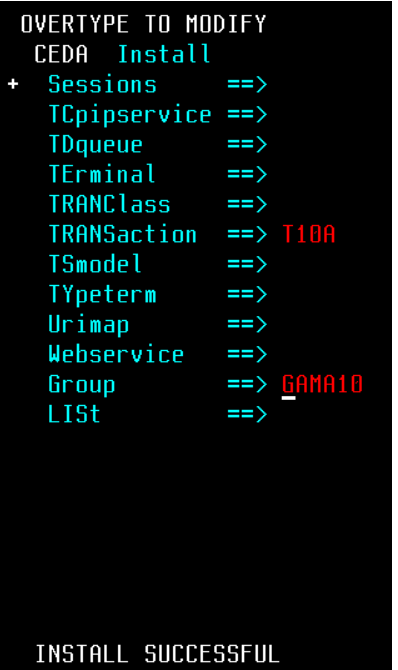 OVERTYPE TO MODIFY
CEDA Install
+ Sessions ==>
TCpipservice ==>
TDqueue ==>
TErminal ==>
TRANClass ==>
TRANSaction ==> T10A
TSmodel ==>
TYpeterm ==>
Urimap ==>
Webservice ==>
Group ==> GAMA10
LISt ==>
INSTALL SUCCESSFUL